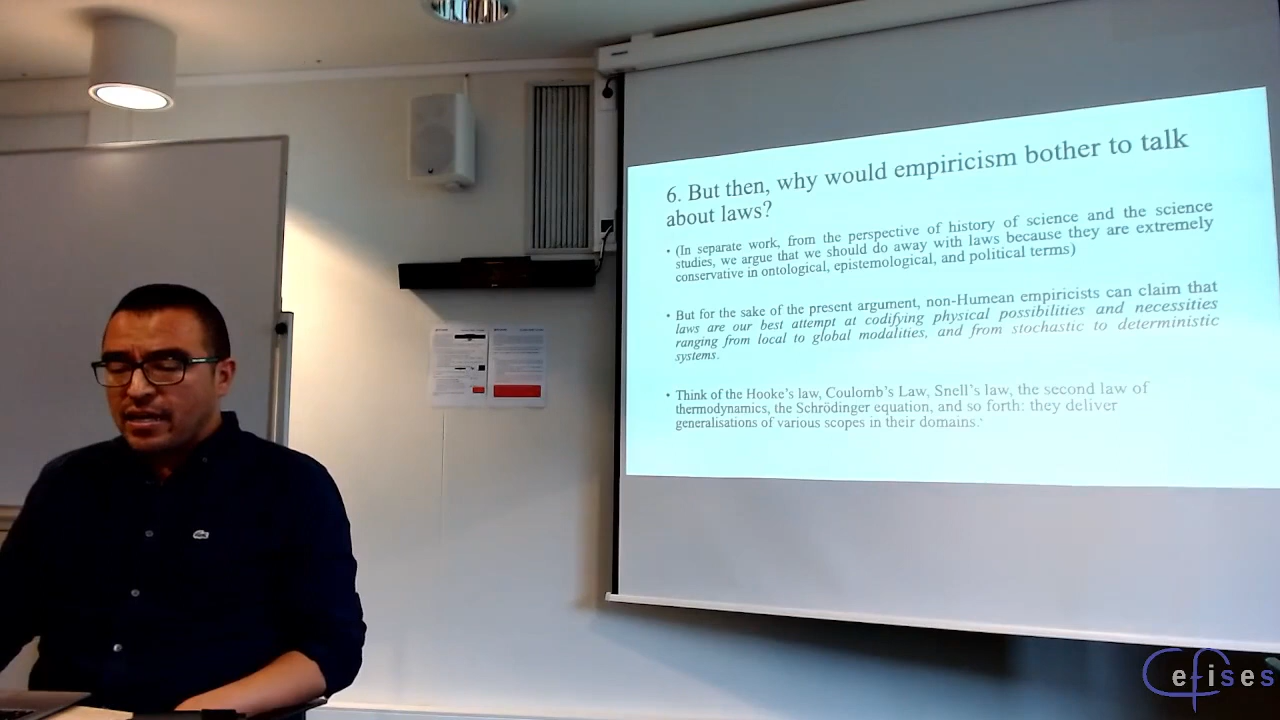 6. But then, why would empiricism bother to talk
about laws?
• (In separate work, from the perspective of history of science and the science
studies, we argue that we should do away with laws because they are extremely
conservative in ontological, epistemological, and political terms)
• But for the sake of the present argument, non-Humean empiricists can claim that
laws are our best attempt at codifying physical possibilities and necessities
ranging from local to global modalities, and from stochastic to deterministic
systems.
• Think of the Hooke's law, Coulomb's Law, Snell's law, the second law of
thermodynamics, the Schrödinger equation, and so forth: they deliver
generalisations of various scopes in their domains.
Cefises